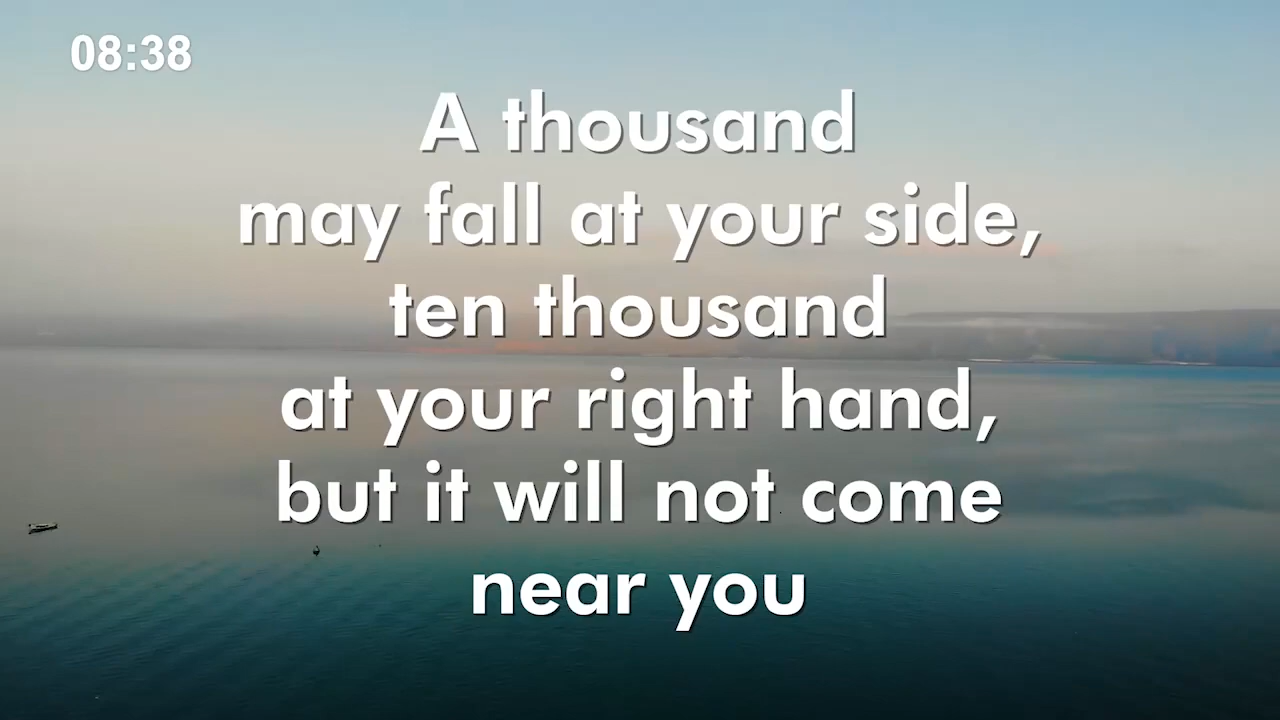 08:38
A thousand
may fall at your side,
ten thousand
at your right hand,
but it will not come
near you